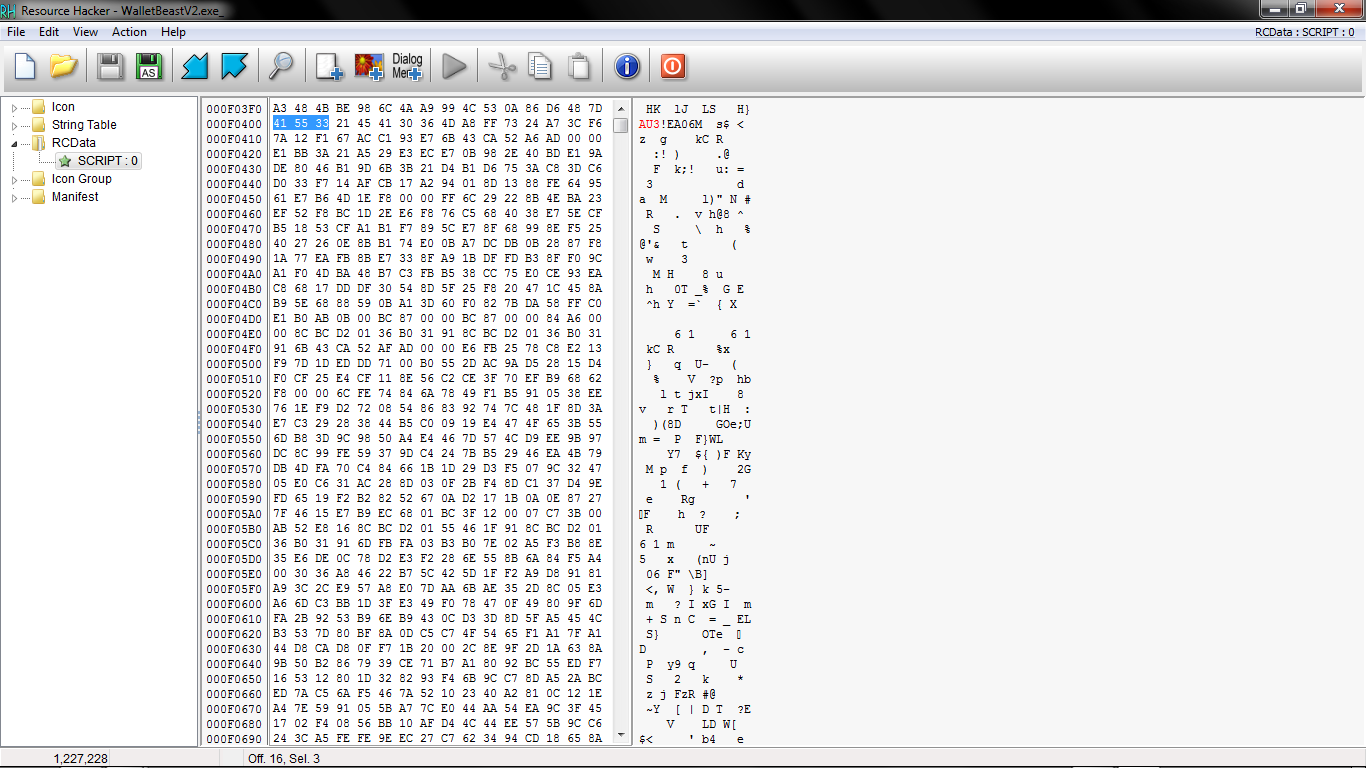 RH Resource Hacker - WalletBeastV2.exe_
File Edit View Action Help RCData : SCRIPT : 0
AS Dialog Menu
Icon
String Table
RCData
SCRIPT : 0
Icon Group
Manifest
000F03F0 A3 48 4B BE 98 6C 4A A9 99 4C 53 0A 86 D6 48 7D HK lJ LS H}
000F0400 41 55 33 21 45 41 30 36 4D A8 FF 73 24 A7 3C F6 AU3!EA06M s$ <
000F0410 7A 12 F1 67 AC C1 93 E7 6B 43 CA 52 A6 AD 00 00 z g kC R
000F0420 E1 BB 3A 21 A5 29 E3 EC E7 0B 98 2E 40 BD E1 9A :! ) .@
000F0430 DE 80 46 B1 9D 6B 3B 21 D4 B1 D6 75 3A C8 3D C6 F k;! u: =
000F0440 D0 33 F7 14 AF CB 17 A2 94 01 8D 13 88 FE 64 95 3 d
000F0450 61 E7 B6 4D 1E F8 00 00 FF 6C 29 22 8B 4E BA 23 a M l)" N #
000F0460 EF 52 F8 BC 1D 2E E6 F8 76 C5 68 40 38 E7 5E CF R . v h@8 ^
000F0470 B5 18 53 CF A1 B1 F7 89 5C E7 8F 68 99 8E F5 25 S \ h %
000F0480 40 27 26 0E 8B B1 74 E0 0B A7 DC DB 0B 28 87 F8 @'& t (
000F0490 1A 77 EA FB 8B E7 33 8F A9 1B DF FD B3 8F F0 9C w 3
000F04A0 A1 F0 4D BA 48 B7 C3 FB B5 38 CC 75 E0 CE 93 EA M H 8 u
000F04B0 C8 68 17 DD DF 30 54 8D 5F 25 F8 20 47 1C 45 8A h 0T _% G E
000F04C0 B9 5E 68 88 59 0B A1 3D 60 F0 82 7B DA 58 FF C0 ^h Y =` { X
000F04D0 E1 B0 AB 0B 00 BC 87 00 00 BC 87 00 00 84 A6 00
000F04E0 00 8C BC D2 01 36 B0 31 91 8C BC D2 01 36 B0 31 6 1 6 1
000F04F0 91 6B 43 CA 52 AF AD 00 00 E6 FB 25 78 C8 E2 13 kC R %x
000F0500 F9 7D 1D ED DD 71 00 B0 55 2D AC 9A D5 28 15 D4 } q U- (
000F0510 F0 CF 25 E4 CF 11 8E 56 C2 CE 3F 70 EF B9 68 62 % V ?p hb
000F0520 F8 00 00 6C FE 74 84 6A 78 49 F1 B5 91 05 38 EE l t jxI 8
000F0530 76 1E F9 D2 72 08 54 86 83 92 74 7C 48 1F 8D 3A v r T t|H :
000F0540 E7 C3 29 28 38 44 B5 C0 09 19 E4 47 4F 65 3B 55 )(8D GOe;U
000F0550 6D B8 3D 9C 98 50 A4 E4 46 7D 57 4C D9 EE 9B 97 m = P F}WL
000F0560 DC 8C 99 FE 59 37 9D C4 24 7B B5 29 46 EA 4B 79 Y7 ${ )F Ky
000F0570 DB 4D FA 70 C4 84 66 1B 1D 29 D3 F5 07 9C 32 47 M p f ) 2G
000F0580 05 E0 C6 31 AC 28 8D 03 0F 2B F4 8D C1 37 D4 9E 1 ( + 7
000F0590 FD 65 19 F2 B2 82 52 67 0A D2 17 1B 0A 0E 87 27 e Rg '
000F05A0 7F 46 15 E7 B9 EC 68 01 BC 3F 12 00 07 C7 3B 00 F h ? ;
000F05B0 AB 52 E8 16 8C BC D2 01 55 46 1F 91 8C BC D2 01 R UF
000F05C0 36 B0 31 91 6D FB FA 03 B3 B0 7E 02 A5 F3 B8 8E 6 1 m ~
000F05D0 35 E6 DE 0C 78 D2 E3 F2 28 6E 55 8B 6A 84 F5 A4 5 x (nU j
000F05E0 00 30 36 A8 46 22 B7 5C 42 5D 1F F2 A9 D8 91 81 06 F" \B]
000F05F0 A9 3C 2C E9 57 A8 E0 7D AA 6B AE 35 2D 8C 05 E3 <, W } k 5-
000F0600 A6 6D C3 BB 1D 3F E3 49 F0 78 47 0F 49 80 9F 6D m ? I xG I m
000F0610 FA 2B 92 53 B9 6E B9 43 0C D3 3D 8D 5F A5 45 4C + S n C = _ EL
000F0620 B3 53 7D 80 BF 8A 0D C5 C7 4F 54 65 F1 A1 7F A1 S} OTe
000F0630 44 D8 CA D8 0F F7 1B 20 00 2C 8E 9F 2D 1A 63 8A D , - c
000F0640 9B 50 B2 86 79 39 CE 71 B7 A1 80 92 BC 55 ED F7 P y9 q U
000F0650 16 53 12 80 1D 32 82 93 F4 6B 9C C7 8D A5 2A BC S 2 k *
000F0660 ED 7A C5 6A F5 46 7A 52 10 23 40 A2 81 0C 12 1E z j FzR #@
000F0670 A4 7E 59 91 05 5B A7 7C E0 44 AA 54 EA 9C 3F 45 ~Y [ | D T ?E
000F0680 17 02 F4 08 56 BB 10 AF D4 4C 44 EE 57 5B 9C C6 V LD W[
000F0690 24 3C A5 FE FE 9E EC 27 C7 62 34 94 CD 18 65 8A $< ' b4 e
1,227,228 Off. 16, Sel. 3